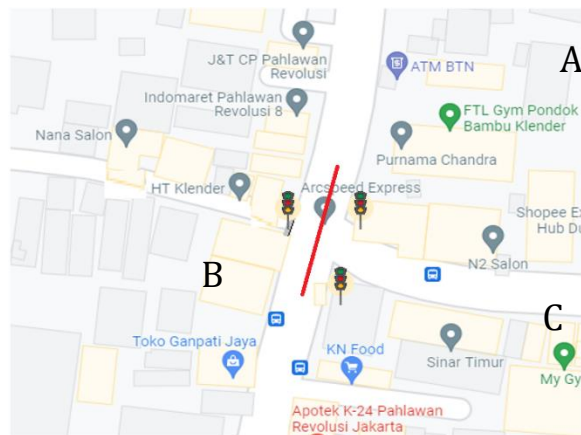 A
J&T CP Pahlawan
Revolusi
ATM BTN
Indomaret Pahlawan
Revolusi 8
FTL Gym Pondok
Bambu Klender
Nana Salon
Purnama Chandra
HT Klender
Arcspeed Express
Shopee Ex
Hub Du
B
N2 Salon
C
Toko Ganpati Jaya
KN Food
Sinar Timur
My Gy
Apotek K-24 Pahlawan
Revolusi Jakarta